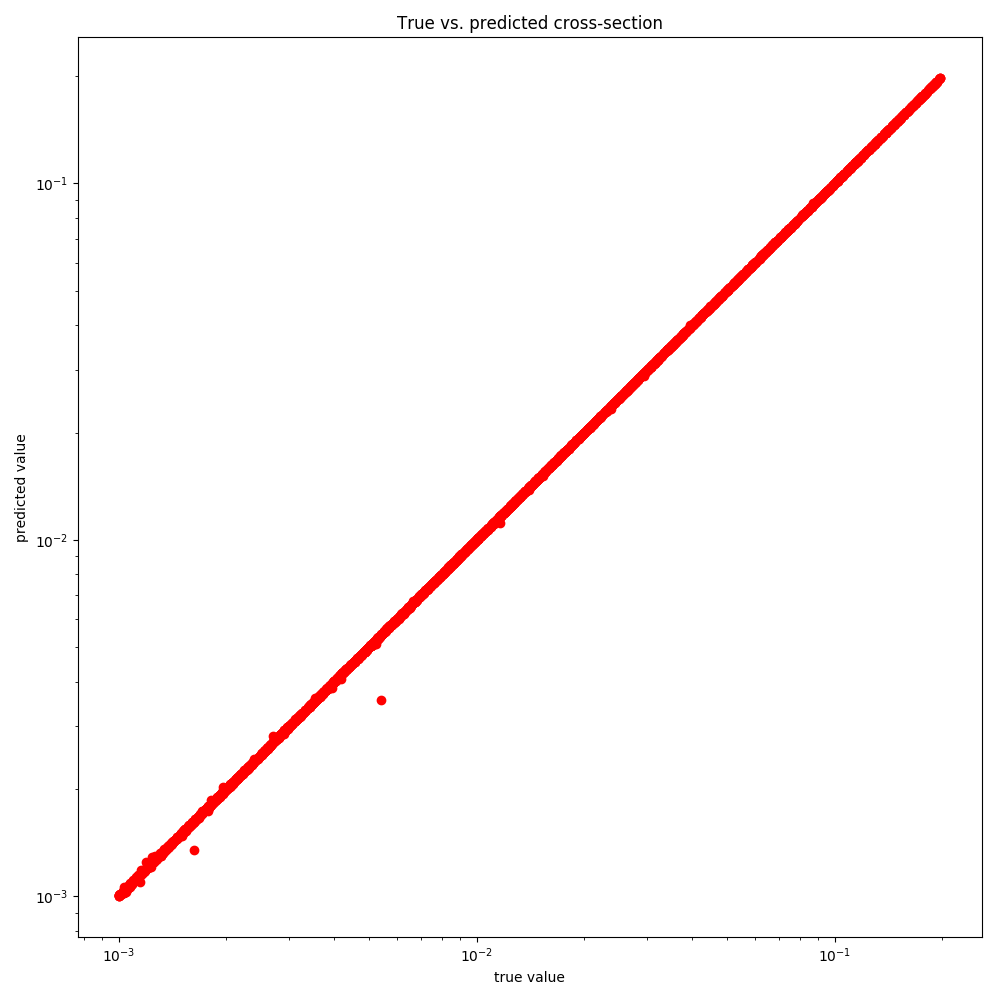 True vs. predicted cross-section
predicted value
10⁻¹
10⁻²
10⁻³
10⁻³ 10⁻² 10⁻¹
true value